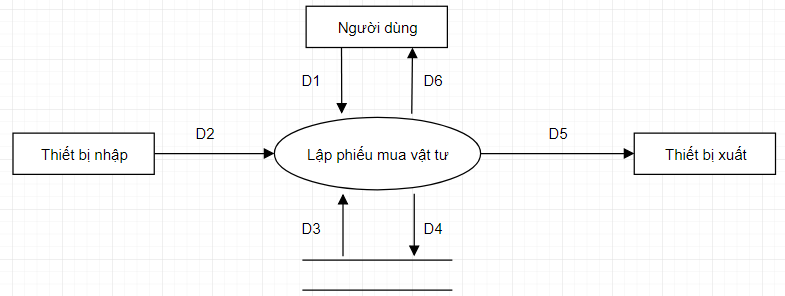 Người dùng
D1
D6
D2
D5
Thiết bị nhập
Lập phiếu mua vật tư
Thiết bị xuất
D3
D4